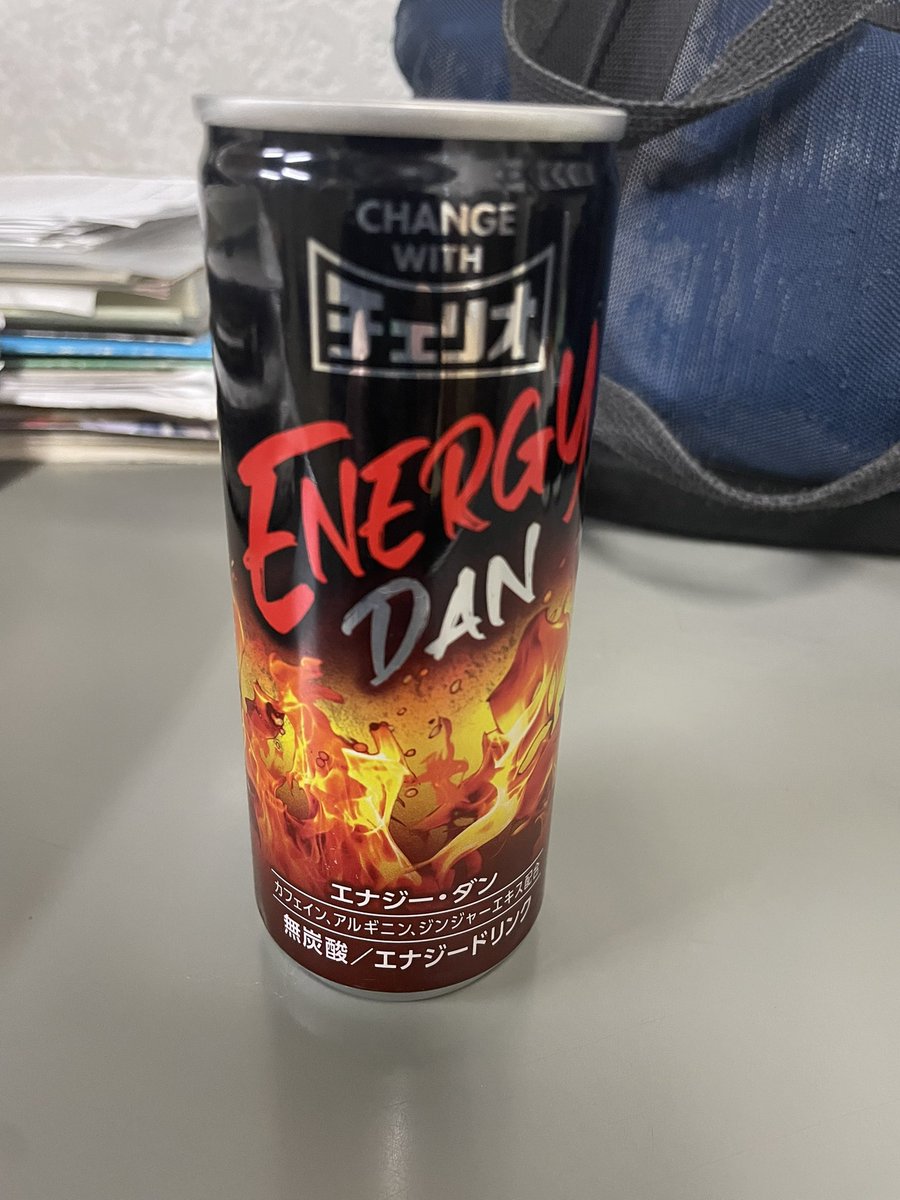 CHANGE
WITH
チェリオ
ENERGY
DAN
エナジー・ダン
カフェイン、アルギニン、ジンジャーエキス配合
無炭酸／エナジードリンク